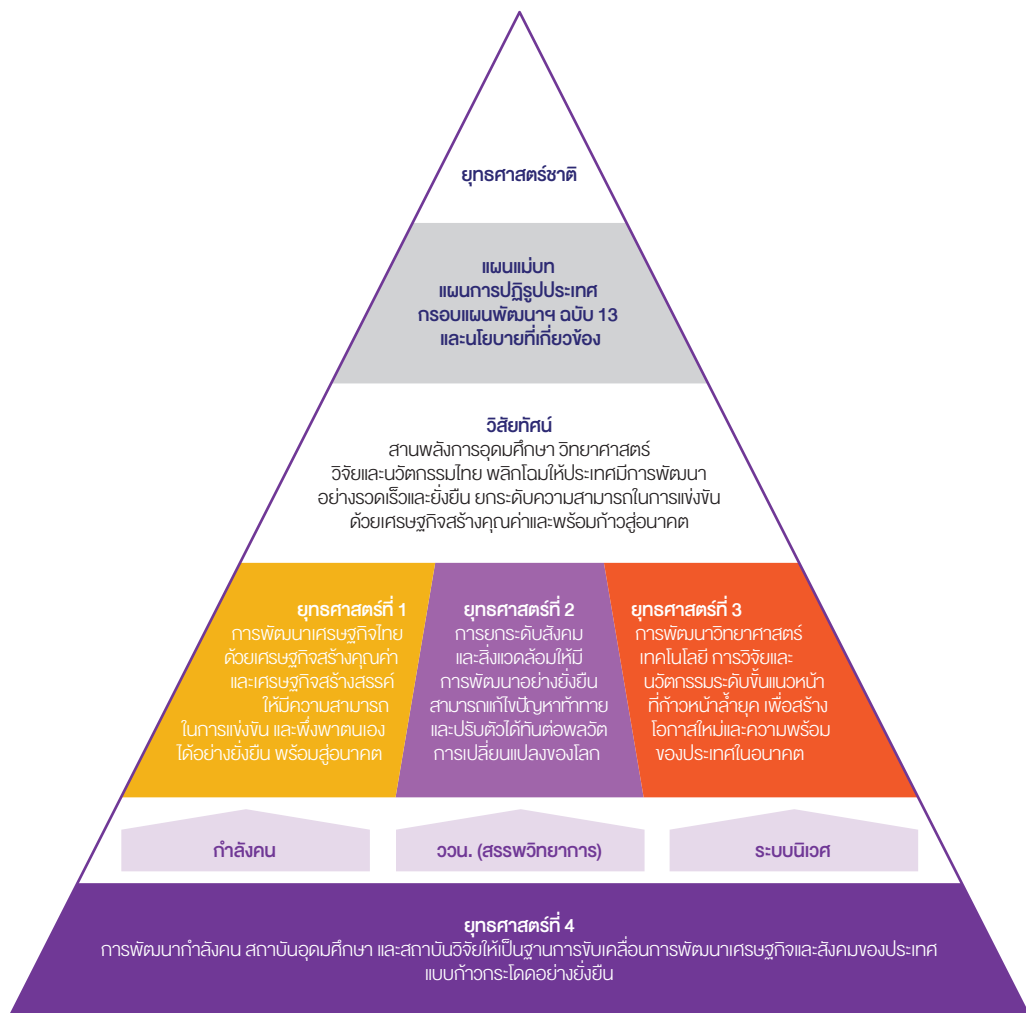 ยุทธศาสตร์ชาติ
แผนแม่บท
แผนการปฏิรูปประเทศ
กรอบแผนพัฒนาฯ ฉบับ 13
และนโยบายที่เกี่ยวข้อง
วิสัยทัศน์
สานพลังการอุดมศึกษา วิทยาศาสตร์
วิจัยและนวัตกรรมไทย พลิกโฉมให้ประเทศมีการพัฒนา
อย่างรวดเร็วและยั่งยืน ยกระดับความสามารถในการแข่งขัน
ด้วยเศรษฐกิจสร้างคุณค่าและพร้อมก้าวสู่อนาคต
ยุทธศาสตร์ที่ 1
การพัฒนาเศรษฐกิจไทย
ด้วยเศรษฐกิจสร้างคุณค่า
และเศรษฐกิจสร้างสรรค์
ให้มีความสามารถ
ในการแข่งขัน และพึ่งพาตนเอง
ได้อย่างยั่งยืน พร้อมสู่อนาคต
ยุทธศาสตร์ที่ 2
การยกระดับสังคม
และสิ่งแวดล้อมให้มี
การพัฒนาอย่างยั่งยืน
สามารถแก้ไขปัญหาท้าทาย
และปรับตัวได้ทันต่อพลวัต
การเปลี่ยนแปลงของโลก
ยุทธศาสตร์ที่ 3
การพัฒนาวิทยาศาสตร์
เทคโนโลยี การวิจัยและ
นวัตกรรมระดับขั้นแนวหน้า
ที่ก้าวหน้าล้ำยุค เพื่อสร้าง
โอกาสใหม่และความพร้อม
ของประเทศในอนาคต
กำลังคน
ววน. (สรรพวิทยาการ)
ระบบนิเวศ
ยุทธศาสตร์ที่ 4
การพัฒนากำลังคน สถาบันอุดมศึกษา และสถาบันวิจัยให้เป็นฐานการขับเคลื่อนการพัฒนาเศรษฐกิจและสังคมของประเทศ
แบบก้าวกระโดดอย่างยั่งยืน